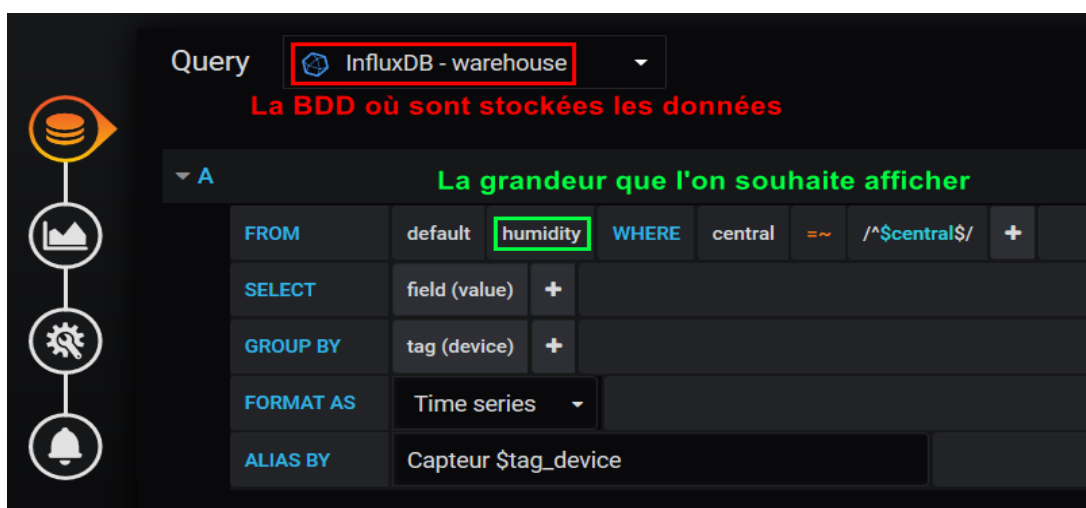 Query InfluxDB - warehouse
La BDD où sont stockées les données
A
La grandeur que l'on souhaite afficher
FROM default humidity WHERE central =~ /^$central$/ +
SELECT field (value) +
GROUP BY tag (device) +
FORMAT AS Time series
ALIAS BY Capteur $tag_device